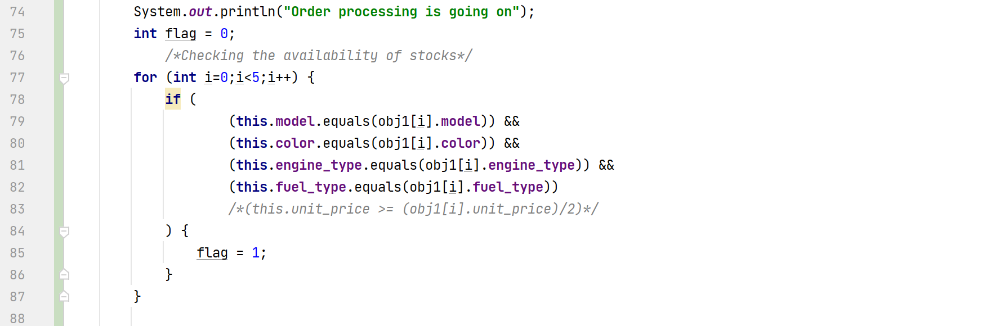 74 System.out.println("Order processing is going on");
75 int flag = 0;
76 /*Checking the availability of stocks*/
77 for (int i=0;i<5;i++) {
78 if (
79 (this.model.equals(obj1[i].model)) &&
80 (this.color.equals(obj1[i].color)) &&
81 (this.engine_type.equals(obj1[i].engine_type)) &&
82 (this.fuel_type.equals(obj1[i].fuel_type))
83 /*(this.unit_price >= (obj1[i].unit_price)/2)*/
84 ) {
85 flag = 1;
86 }
87 }
88